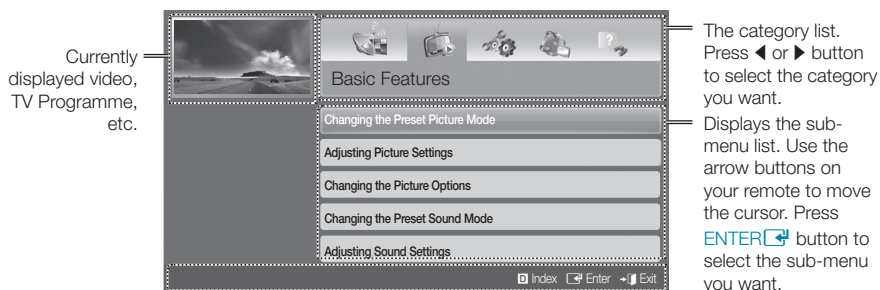 Currently
displayed video,
TV Programme,
etc.
Basic Features
Changing the Preset Picture Mode
Adjusting Picture Settings
Changing the Picture Options
Changing the Preset Sound Mode
Adjusting Sound Settings
D Index Enter Exit
The category list.
Press ◀ or ▶ button
to select the category
you want.
Displays the sub-
menu list. Use the
arrow buttons on
your remote to move
the cursor. Press
ENTER button to
select the sub-menu
you want.